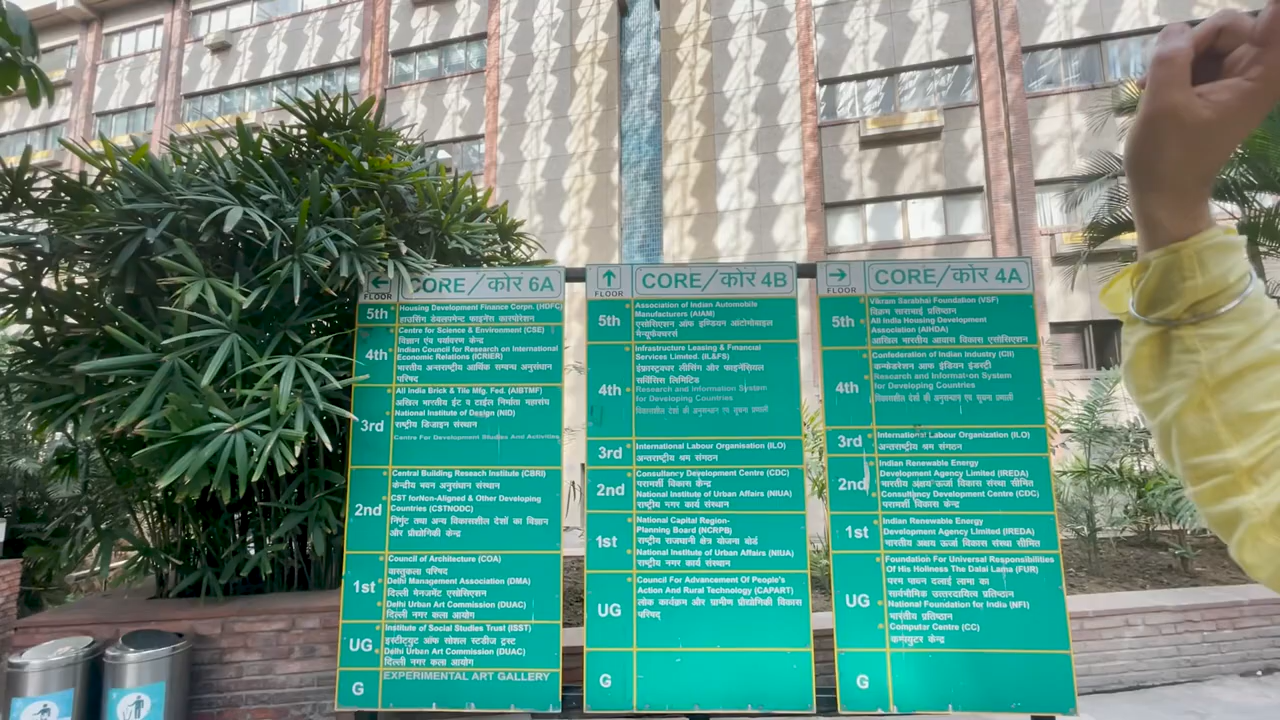 FLOOR
CORE/कोर 6A
5th
Housing Development Finance Corpn. (HDFC)
हाउसिंग डेवलपमेन्ट फाइनेंस कारपोरेशन
4th
Centre for Science & Environment (CSE)
विज्ञान एंव पर्यावरण केन्द्र
Indian Council for Research on International
Economic Relations (ICRIER)
भारतीय अन्तराष्ट्रीय आर्थिक सम्बन्ध अनुसंधान
परिषद
3rd
All India Brick & Tile Mfg. Fed. (AIBTMF)
अखिल भारतीय ईट व टाईल निर्माता महासंघ
National Institute of Design (NID)
राष्ट्रीय डिजाइन संस्थान
Centre For Development Studies And Activities
2nd
Central Building Reseach Institute (CBRI)
केन्दीय भवन अनुसंधान संस्थान
CST forNon-Aligned & Other Developing
Countries (CSTNODC)
निर्गुट तथा अन्य विकासशील देशों का विज्ञान
और प्रौद्योगिकी केन्द्र
1st
Council of Architecture (COA)
वास्तुकला परिषद
Delhi Management Association (DMA)
दिल्ली मेनजमेंट एसोसिएशन
Delhi Urban Art Commission (DUAC)
दिल्ली नगर कला आयोग
UG
Institute of Social Studies Trust (ISST)
इस्टीट्यूट ऑफ सोशल स्टडीज ट्रस्ट
Delhi Urban Art Commission (DUAC)
दिल्ली नगर कला आयोग
G
EXPERIMENTAL ART GALLERY
FLOOR
CORE/कोर 4B
5th
Association of Indian Automobile
Manufacturers (AIAM)
एसोसिएशन ऑफ इण्डियन आटोमोबाइल
मैन्यूफैक्चरर्स
4th
Infrastructure Leasing & Financial
Services Limited. (IL&FS)
इंफ्रास्ट्रक्चर लीसिंग और फाइनेंसियल
सर्विसिस लिमिटिड
Research and Information System
for Developing Countries
विकासशील देशों की अनुसन्धान एवं सूचना प्रणाली
3rd
International Labour Organisation (ILO)
अन्तराष्ट्रीय श्रम संगठन
2nd
Consultancy Development Centre (CDC)
परामर्शी विकास केन्द्र
National Institute of Urban Affairs (NIUA)
राष्ट्रीय नगर कार्य संस्थान
1st
National Capital Region-
Planning Board (NCRPB)
राष्ट्रीय राजधानी क्षेत्र योजना बोर्ड
National Institute of Urban Affairs (NIUA)
राष्ट्रीय नगर कार्य संस्थान
UG
Council For Advancement Of People's
Action And Rural Technology (CAPART)
लोक कार्यक्रम और ग्रामीण प्रौद्योगिकी विकास
परिषद्
G
FLOOR
CORE/कोर 4A
5th
Vikram Sarabhai Foundation (VSF)
विक्रम साराभाई प्रतिष्ठान
All India Housing Development
Association (AIHDA)
आखिल भारतीय आवास विकास एसोसिएशन
4th
Confederation of Indian Industry (CII)
कन्फेडरेशन आफ इंडियन इंडस्ट्री
Research and Information System
for Developing Countries
विकासशील देशों की अनुसन्धान एवं सूचना प्रणाली
3rd
International Labour Organization (ILO)
अन्तराष्ट्रीय श्रम संस्थान
2nd
Indian Renewable Energy
Development Agency Limited (IREDA)
भारतीय अक्षय ऊर्जा विकास संस्था सीमित
Consultancy Development Centre (CDC)
परामर्शी विकास केन्द्र
1st
Indian Renewable Energy
Development Agency Limited (IREDA)
भारतीय अक्षय ऊर्जा विकास संस्था सीमित
UG
Foundation For Universal Responsibilities
Of His Holiness The Dalai Lama (FUR)
परम पावन दलाई लामा का
सार्वभौमिक उत्तरदायित्व प्रतिष्ठान
National Foundation for India (NFI)
भारतीय प्रतिष्ठान
Computar Centre (CC)
कम्प्युटर केन्द्र
G